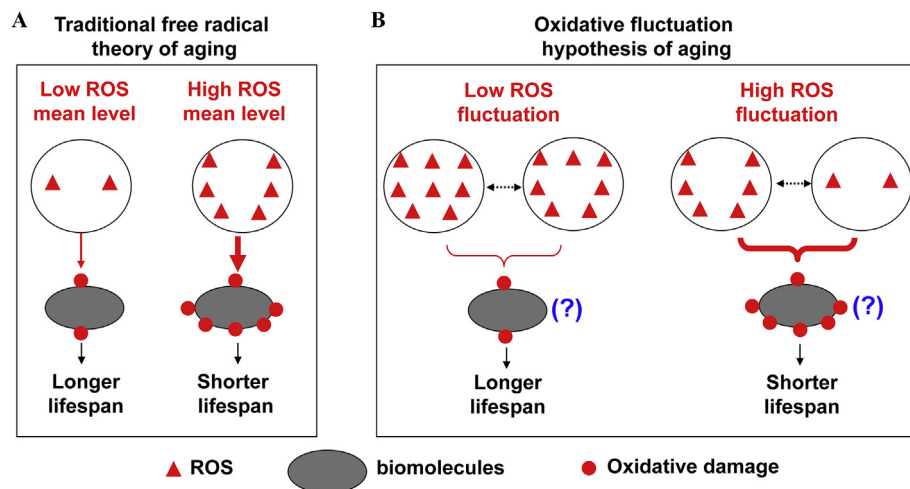 A
Traditional free radical
theory of aging
Low ROS
mean level
High ROS
mean level
Longer
lifespan
Shorter
lifespan
B
Oxidative fluctuation
hypothesis of aging
Low ROS
fluctuation
High ROS
fluctuation
(?)
(?)
Longer
lifespan
Shorter
lifespan
ROS
biomolecules
Oxidative damage